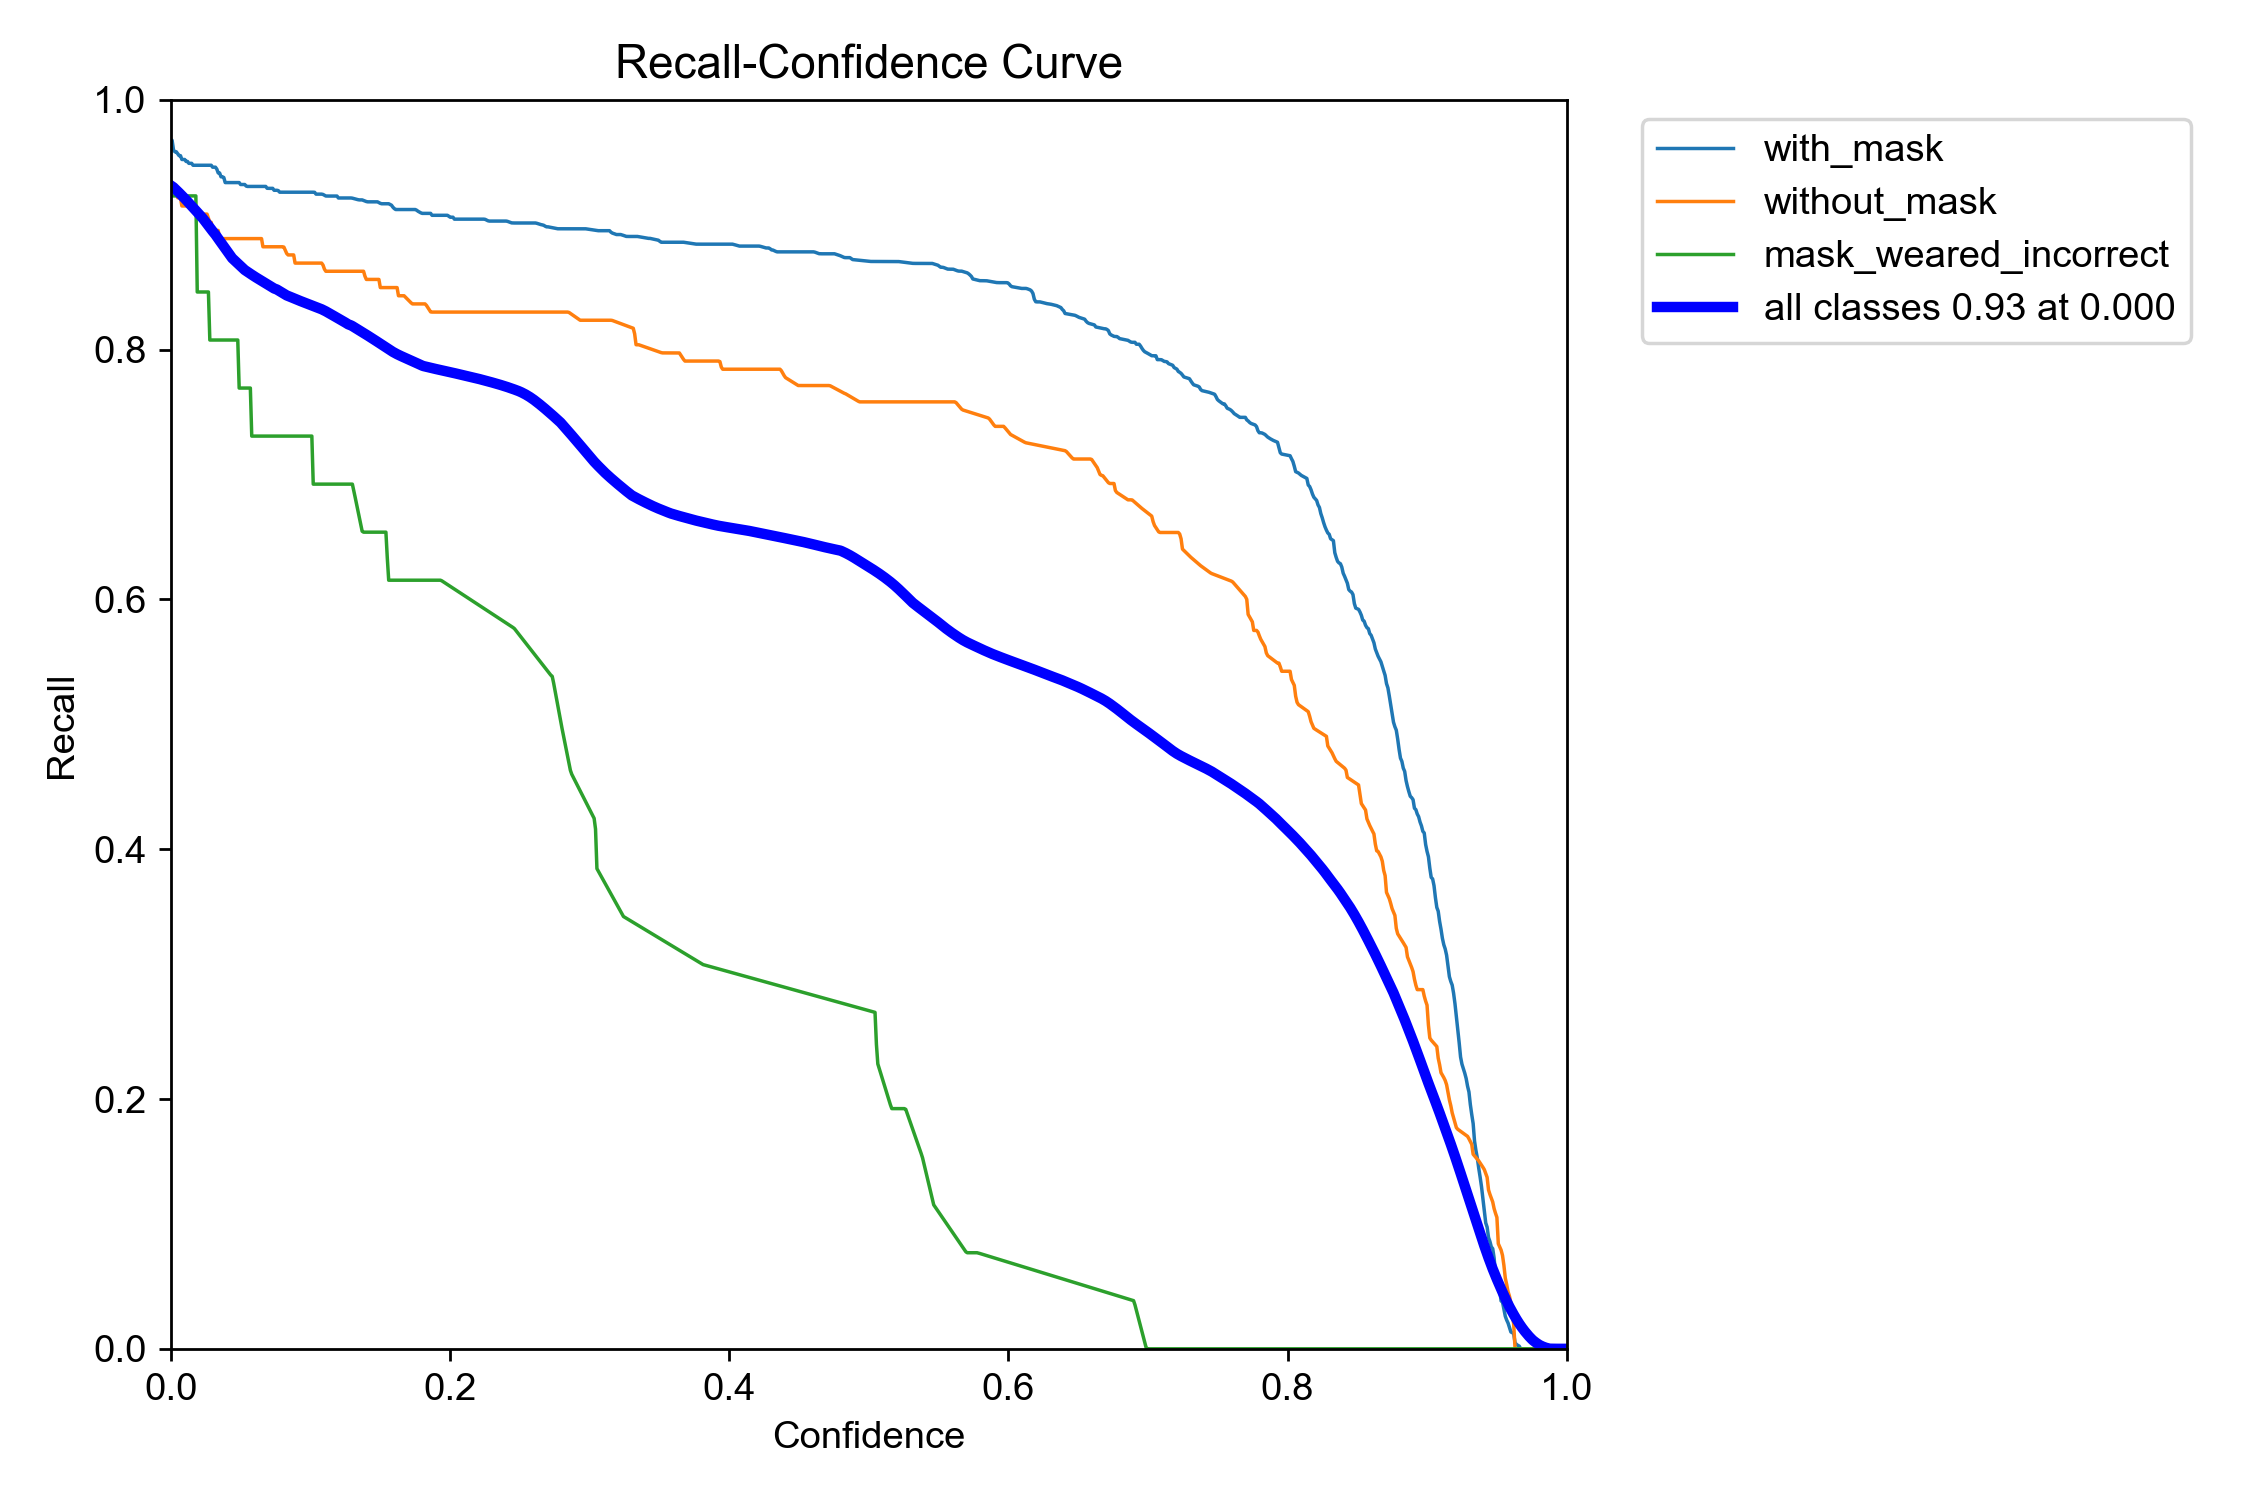 Recall-Confidence Curve
1.0
0.8
0.6
0.4
0.2
0.0
Recall
0.0 0.2 0.4 0.6 0.8 1.0
Confidence
with_mask
without_mask
mask_weared_incorrect
all classes 0.93 at 0.000